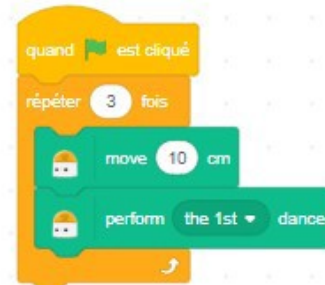 quand est cliqué
répéter 3 fois
move 10 cm
perform the 1st dance